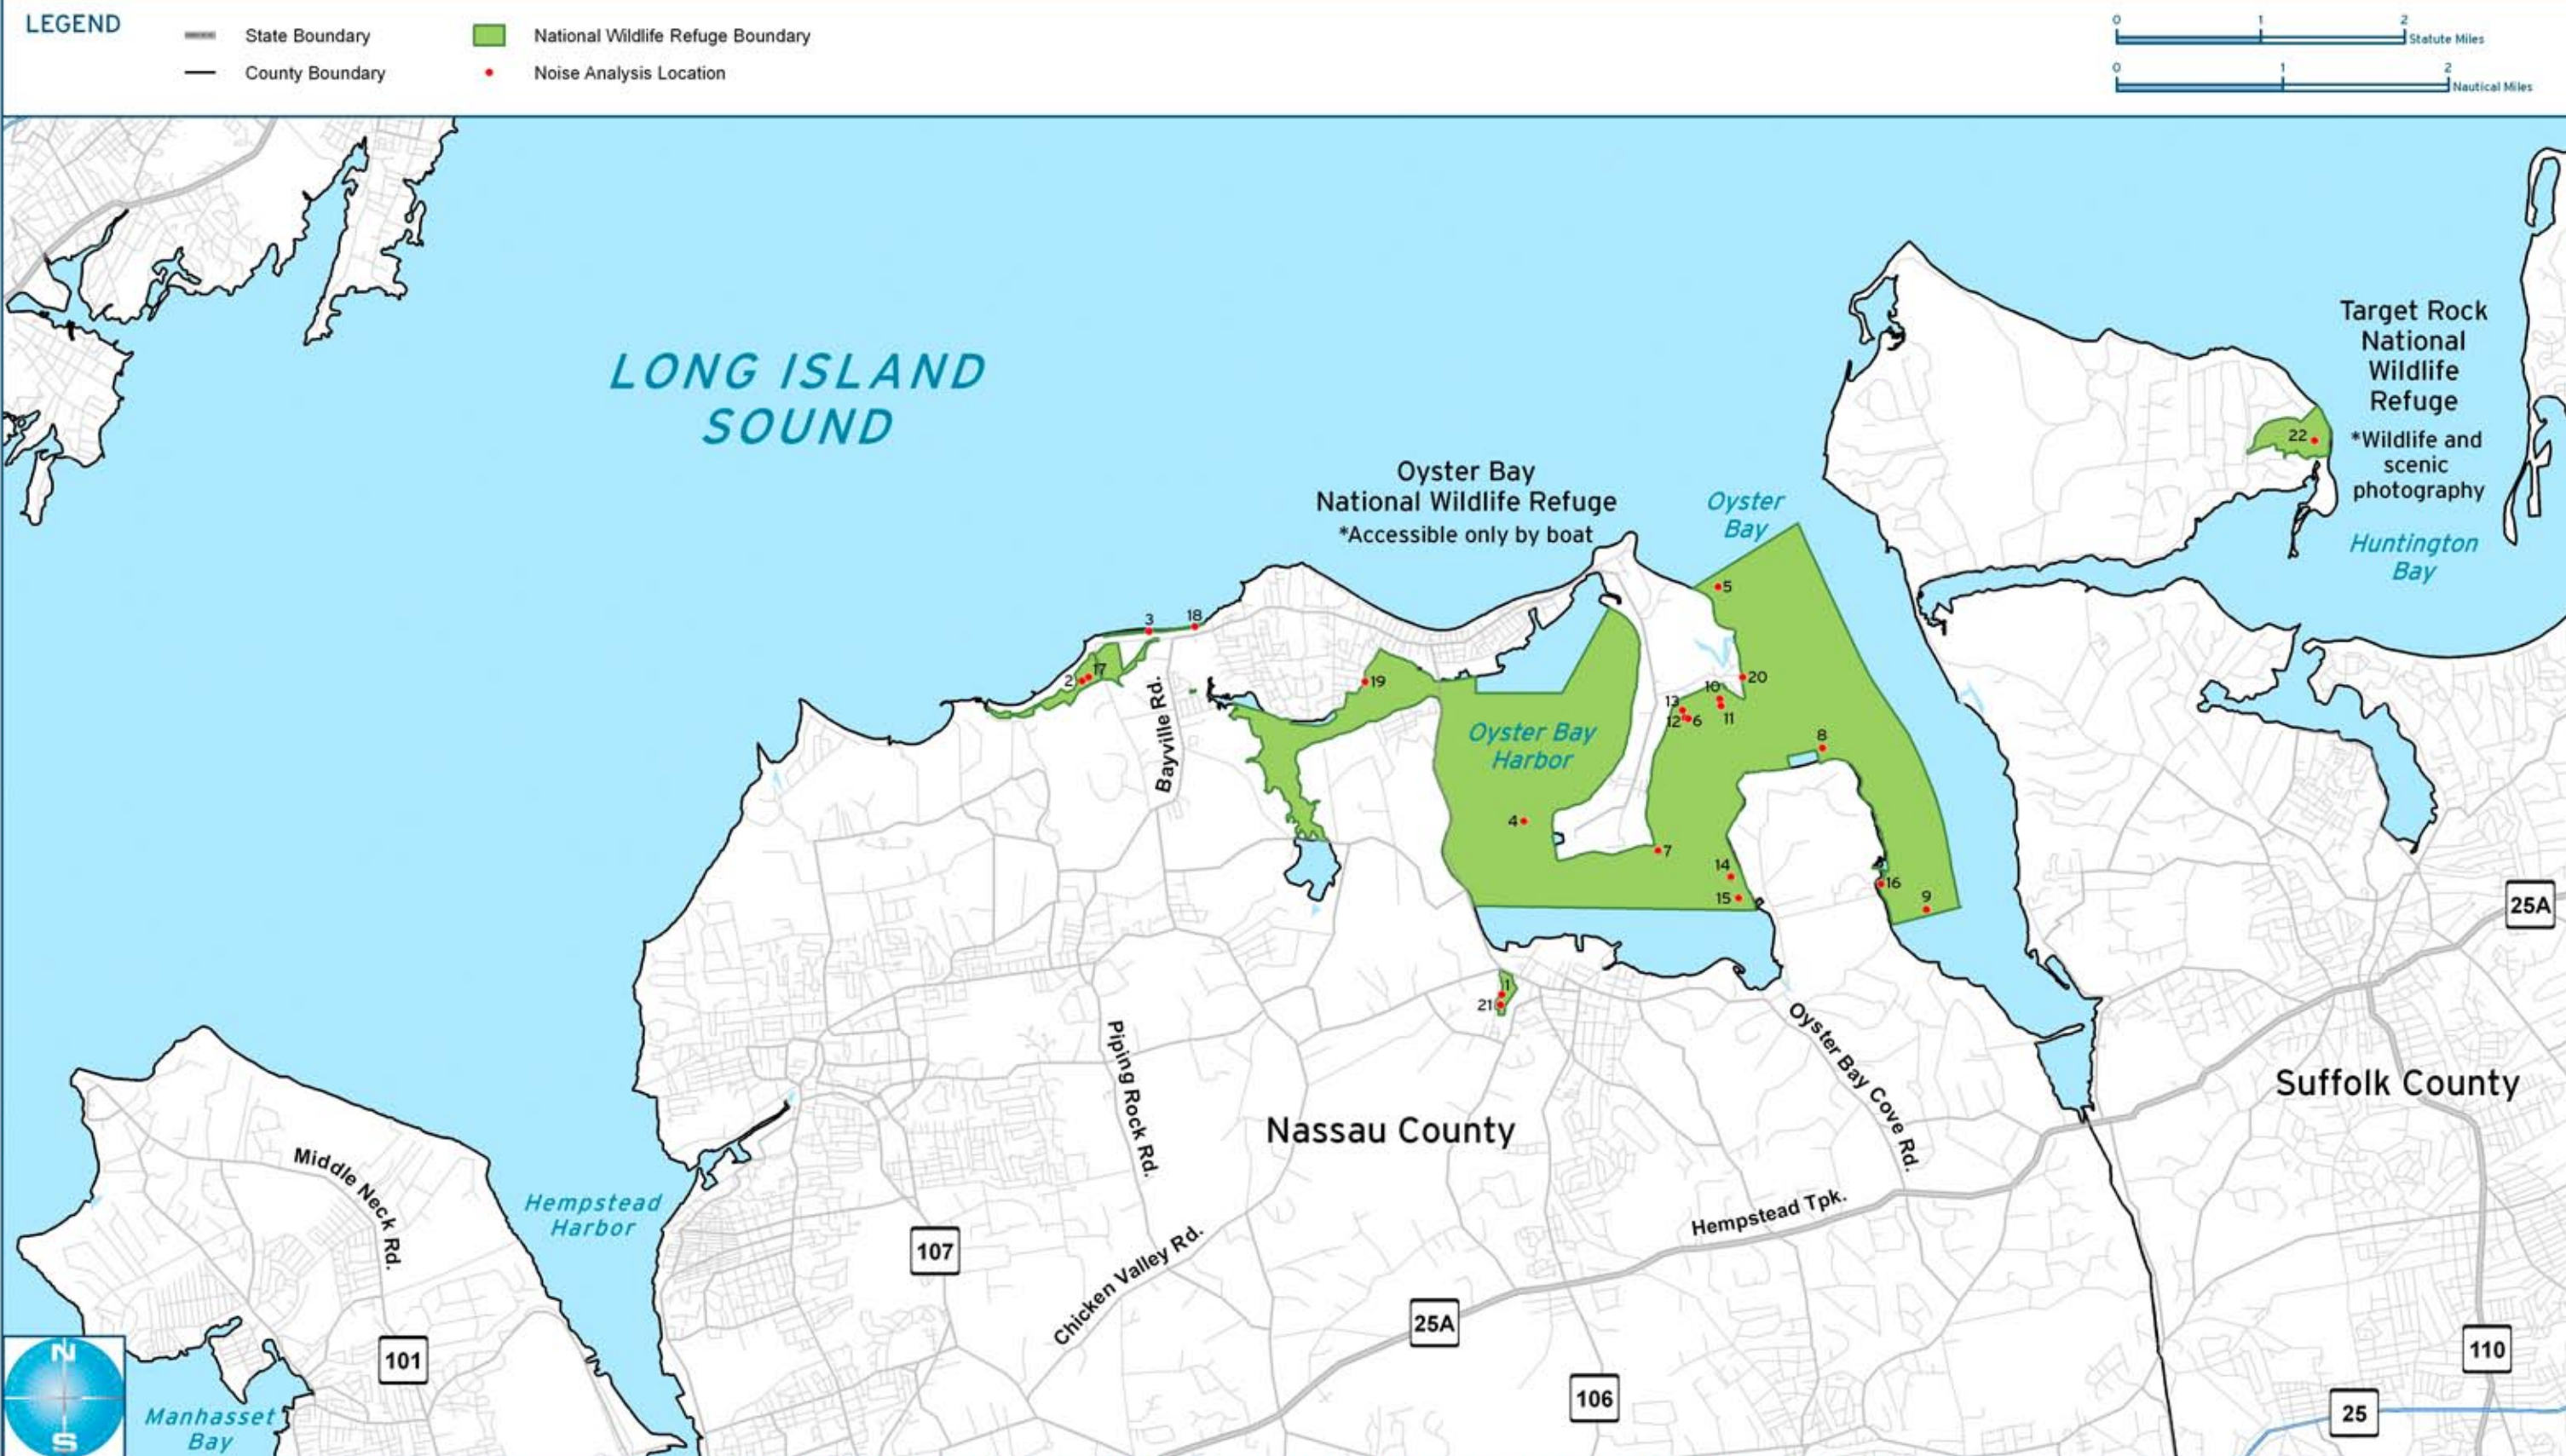 LEGEND
State Boundary
County Boundary
National Wildlife Refuge Boundary
Noise Analysis Location
0 1 2
Statute Miles
0 1 2
Nautical Miles
LONG ISLAND
SOUND
Target Rock
National
Wildlife
Refuge
*Wildlife and
scenic
photography
22
Oyster Bay
National Wildlife Refuge
*Accessible only by boat
Oyster
Bay
Huntington
Bay
5
3
18
17
2
19
20
10
13
12
6
11
Bayville Rd.
Oyster Bay
Harbor
8
4
7
14
15
16
9
25A
1
21
Oyster Bay Cove Rd.
Piping Rock Rd.
Suffolk County
Nassau County
Middle Neck Rd.
Hempstead
Harbor
Hempstead Tpk.
107
Chicken Valley Rd.
25A
101
106
110
25
N
S
Manhasset
Bay